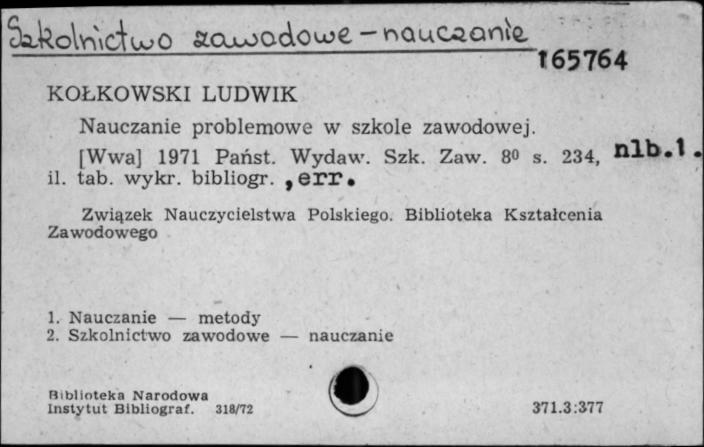 Szkolnictwo zawodowe - nauczanie
165764
KOŁKOWSKI LUDWIK
Nauczanie problemowe w szkole zawodowej.
[Wwa] 1971 Państ. Wydaw. Szk. Zaw. 8⁰ s. 234, nlb.1.
il. tab. wykr. bibliogr. ,err.
Związek Nauczycielstwa Polskiego. Biblioteka Kształcenia
Zawodowego
1. Nauczanie — metody
2. Szkolnictwo zawodowe — nauczanie
Biblioteka Narodowa
Instytut Bibliograf. 318/72
371.3:377